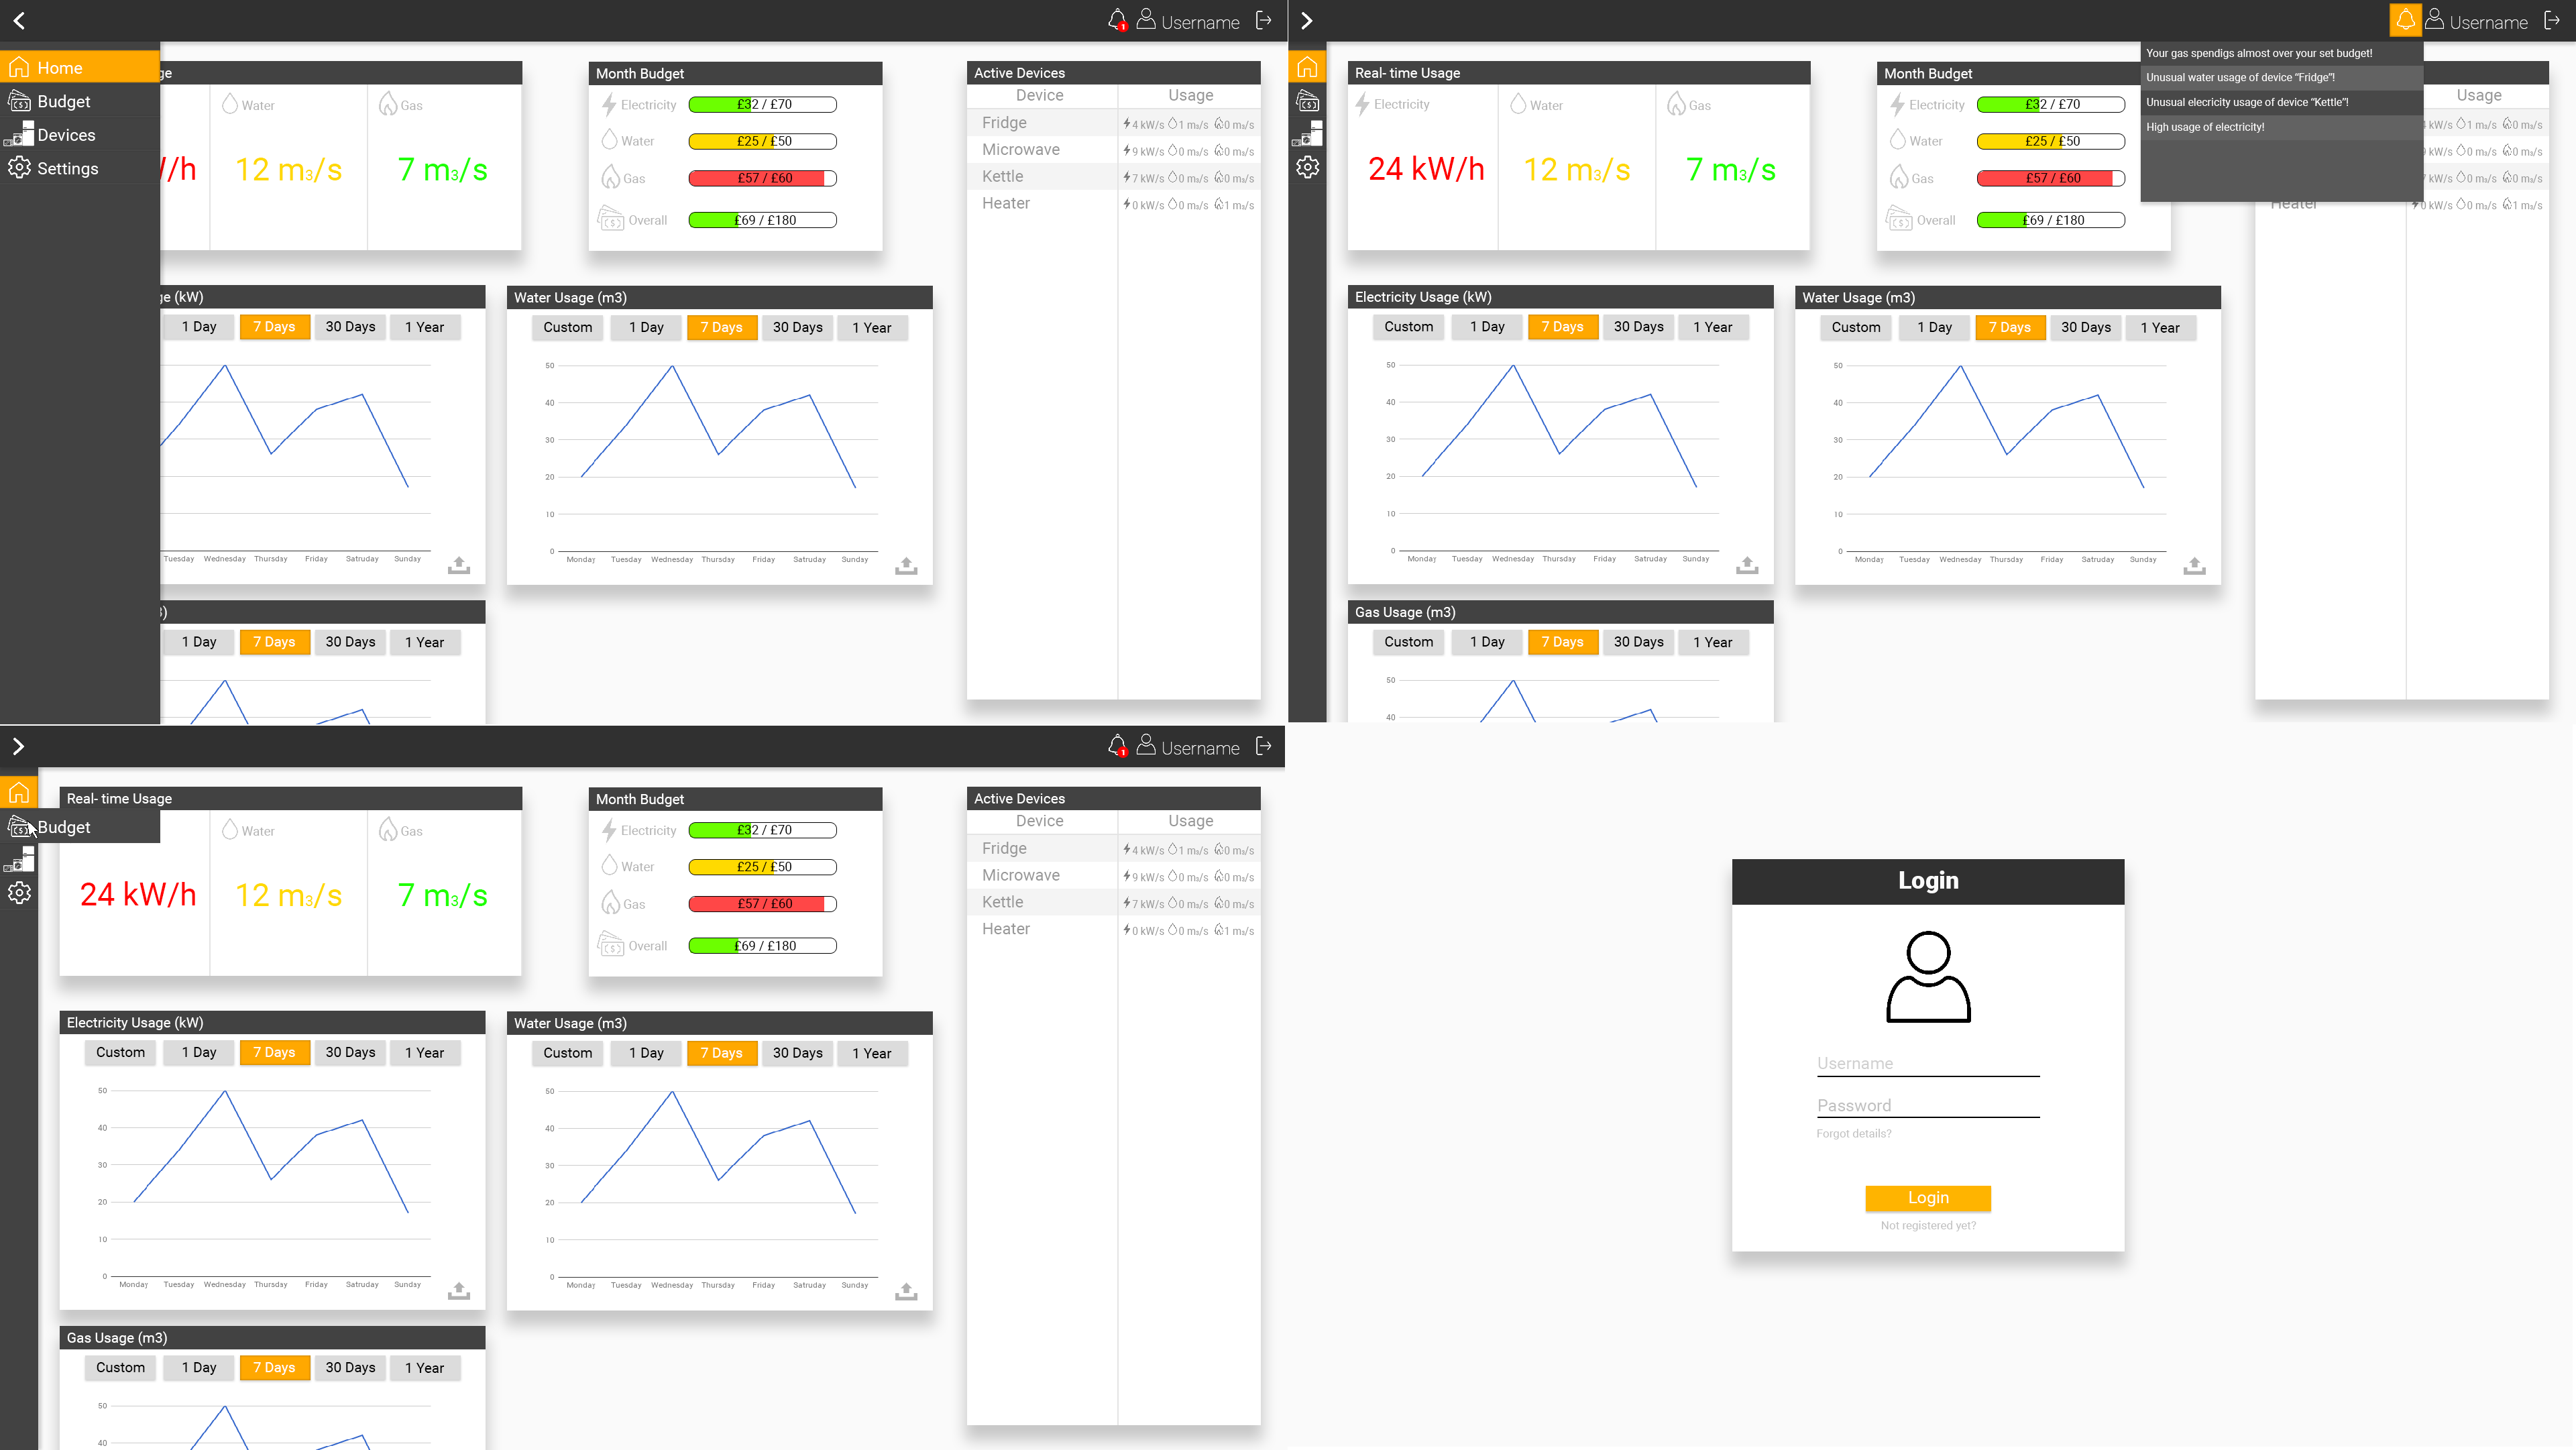 1
Username
Home
Budget
Devices
Settings
ge
Water
Gas
/h
12 m3/s
7 m3/s
Month Budget
Electricity
£32 / £70
Water
£25 / £50
Gas
£57 / £60
Overall
£69 / £180
Active Devices
Device Usage
Fridge 4 kW/s 1 m₃/s 0 m₃/s
Microwave 9 kW/s 0 m₃/s 0 m₃/s
Kettle 7 kW/s 0 m₃/s 0 m₃/s
Heater 0 kW/s 0 m₃/s 1 m₃/s
ge (kW)
1 Day 7 Days 30 Days 1 Year
Tuesday Wednesday Thursday Friday Satruday Sunday
Water Usage (m3)
Custom 1 Day 7 Days 30 Days 1 Year
50
40
30
20
10
0
Monday Tuesday Wednesday Thursday Friday Satruday Sunday
3)
1 Day 7 Days 30 Days 1 Year
Username
Your gas spendigs almost over your set budget!
Unusual water usage of device “Fridge”!
Unusual elecricity usage of device “Kettle”!
High usage of electricity!
Real- time Usage
Electricity
Water
Gas
24 kW/h
12 m3/s
7 m3/s
Month Budget
Electricity
£32 / £70
Water
£25 / £50
Gas
£57 / £60
Overall
£69 / £180
Usage
kW/s 1 m₃/s 0 m₃/s
kW/s 0 m₃/s 0 m₃/s
kW/s 0 m₃/s 0 m₃/s
Heater 0 kW/s 0 m₃/s 1 m₃/s
Electricity Usage (kW)
Custom 1 Day 7 Days 30 Days 1 Year
50
40
30
20
10
0
Monday Tuesday Wednesday Thursday Friday Satruday Sunday
Water Usage (m3)
Custom 1 Day 7 Days 30 Days 1 Year
50
40
30
20
10
0
Monday Tuesday Wednesday Thursday Friday Satruday Sunday
Gas Usage (m3)
Custom 1 Day 7 Days 30 Days 1 Year
50
40
1
Username
Budget
Real- time Usage
Water
Gas
24 kW/h
12 m3/s
7 m3/s
Month Budget
Electricity
£32 / £70
Water
£25 / £50
Gas
£57 / £60
Overall
£69 / £180
Active Devices
Device Usage
Fridge 4 kW/s 1 m₃/s 0 m₃/s
Microwave 9 kW/s 0 m₃/s 0 m₃/s
Kettle 7 kW/s 0 m₃/s 0 m₃/s
Heater 0 kW/s 0 m₃/s 1 m₃/s
Electricity Usage (kW)
Custom 1 Day 7 Days 30 Days 1 Year
50
40
30
20
10
0
Monday Tuesday Wednesday Thursday Friday Satruday Sunday
Water Usage (m3)
Custom 1 Day 7 Days 30 Days 1 Year
50
40
30
20
10
0
Monday Tuesday Wednesday Thursday Friday Satruday Sunday
Gas Usage (m3)
Custom 1 Day 7 Days 30 Days 1 Year
50
40
Login
Username
Password
Forgot details?
Login
Not registered yet?